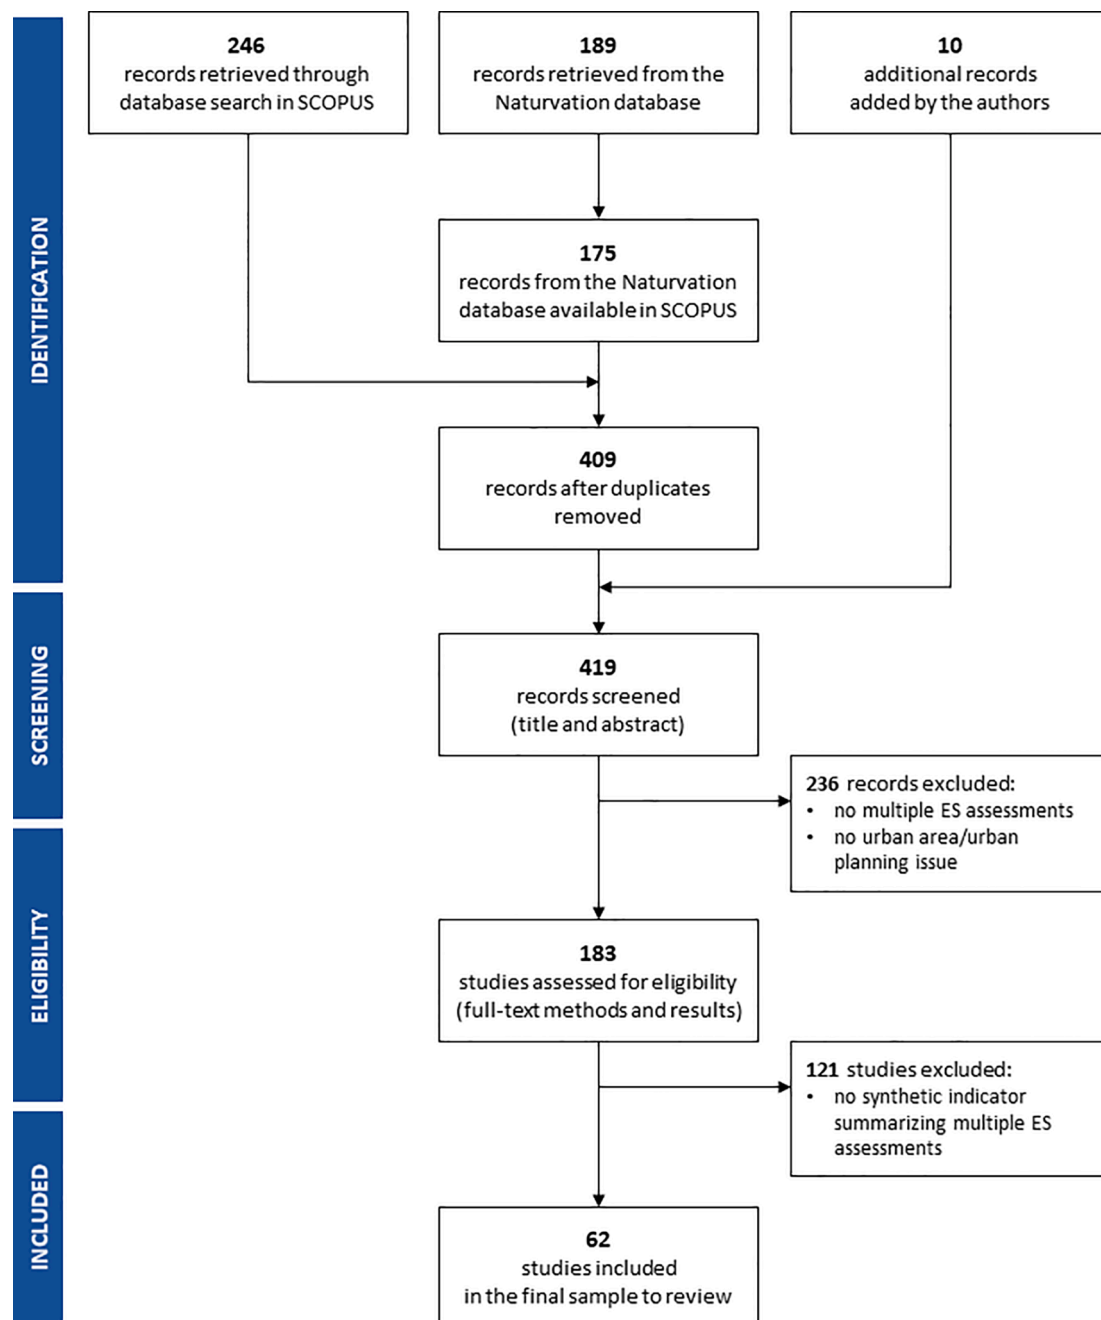 IDENTIFICATION
246
records retrieved through
database search in SCOPUS
189
records retrieved from the
Naturvation database
10
additional records
added by the authors
175
records from the Naturvation
database available in SCOPUS
409
records after duplicates
removed
SCREENING
419
records screened
(title and abstract)
236 records excluded:
• no multiple ES assessments
• no urban area/urban
planning issue
ELIGIBILITY
183
studies assessed for eligibility
(full-text methods and results)
121 studies excluded:
• no synthetic indicator
summarizing multiple ES
assessments
INCLUDED
62
studies included
in the final sample to review